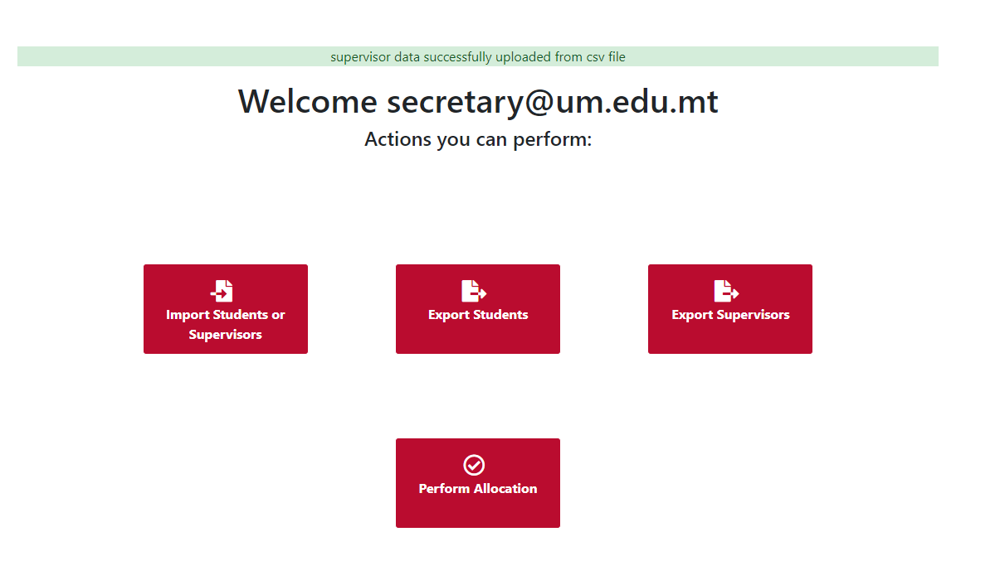 supervisor data successfully uploaded from csv file
Welcome secretary@um.edu.mt
Actions you can perform:
Import Students or
Supervisors
Export Students
Export Supervisors
Perform Allocation